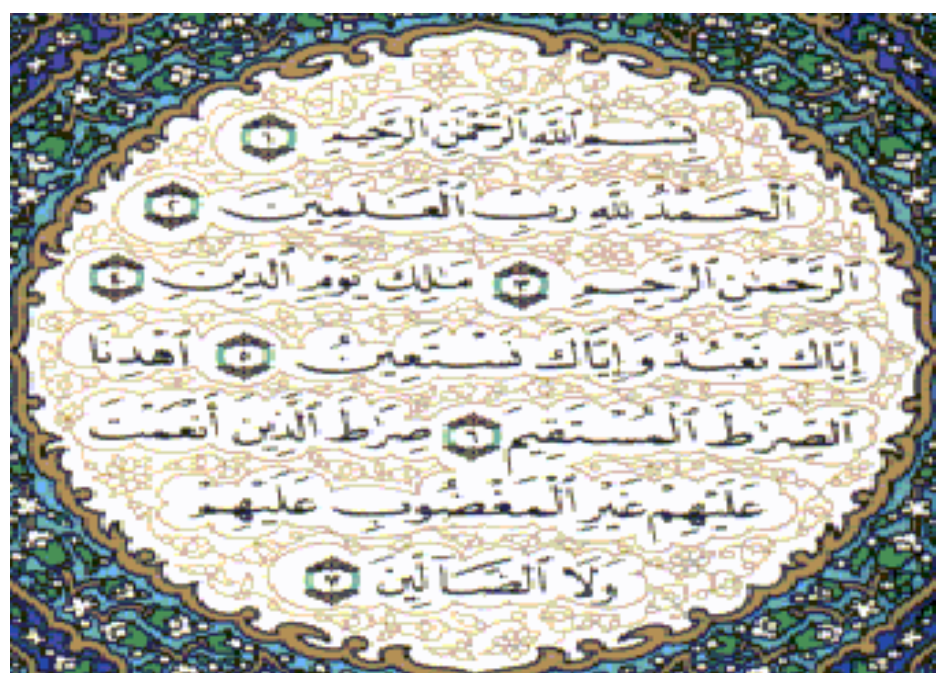 بِسْمِ ٱللَّهِ ٱلرَّحْمَٰنِ ٱلرَّحِيمِ ١
ٱلْحَمْدُ لِلَّهِ رَبِّ ٱلْعَٰلَمِينَ ٢
ٱلرَّحْمَٰنِ ٱلرَّحِيمِ ٣ مَٰلِكِ يَوْمِ ٱلدِّينِ ٤
إِيَّاكَ نَعْبُدُ وَإِيَّاكَ نَسْتَعِينُ ٥ ٱهْدِنَا
ٱلصِّرَٰطَ ٱلْمُسْتَقِيمَ ٦ صِرَٰطَ ٱلَّذِينَ أَنْعَمْتَ
عَلَيْهِمْ غَيْرِ ٱلْمَغْضُوبِ عَلَيْهِمْ
وَلَا ٱلضَّآلِّينَ ٧